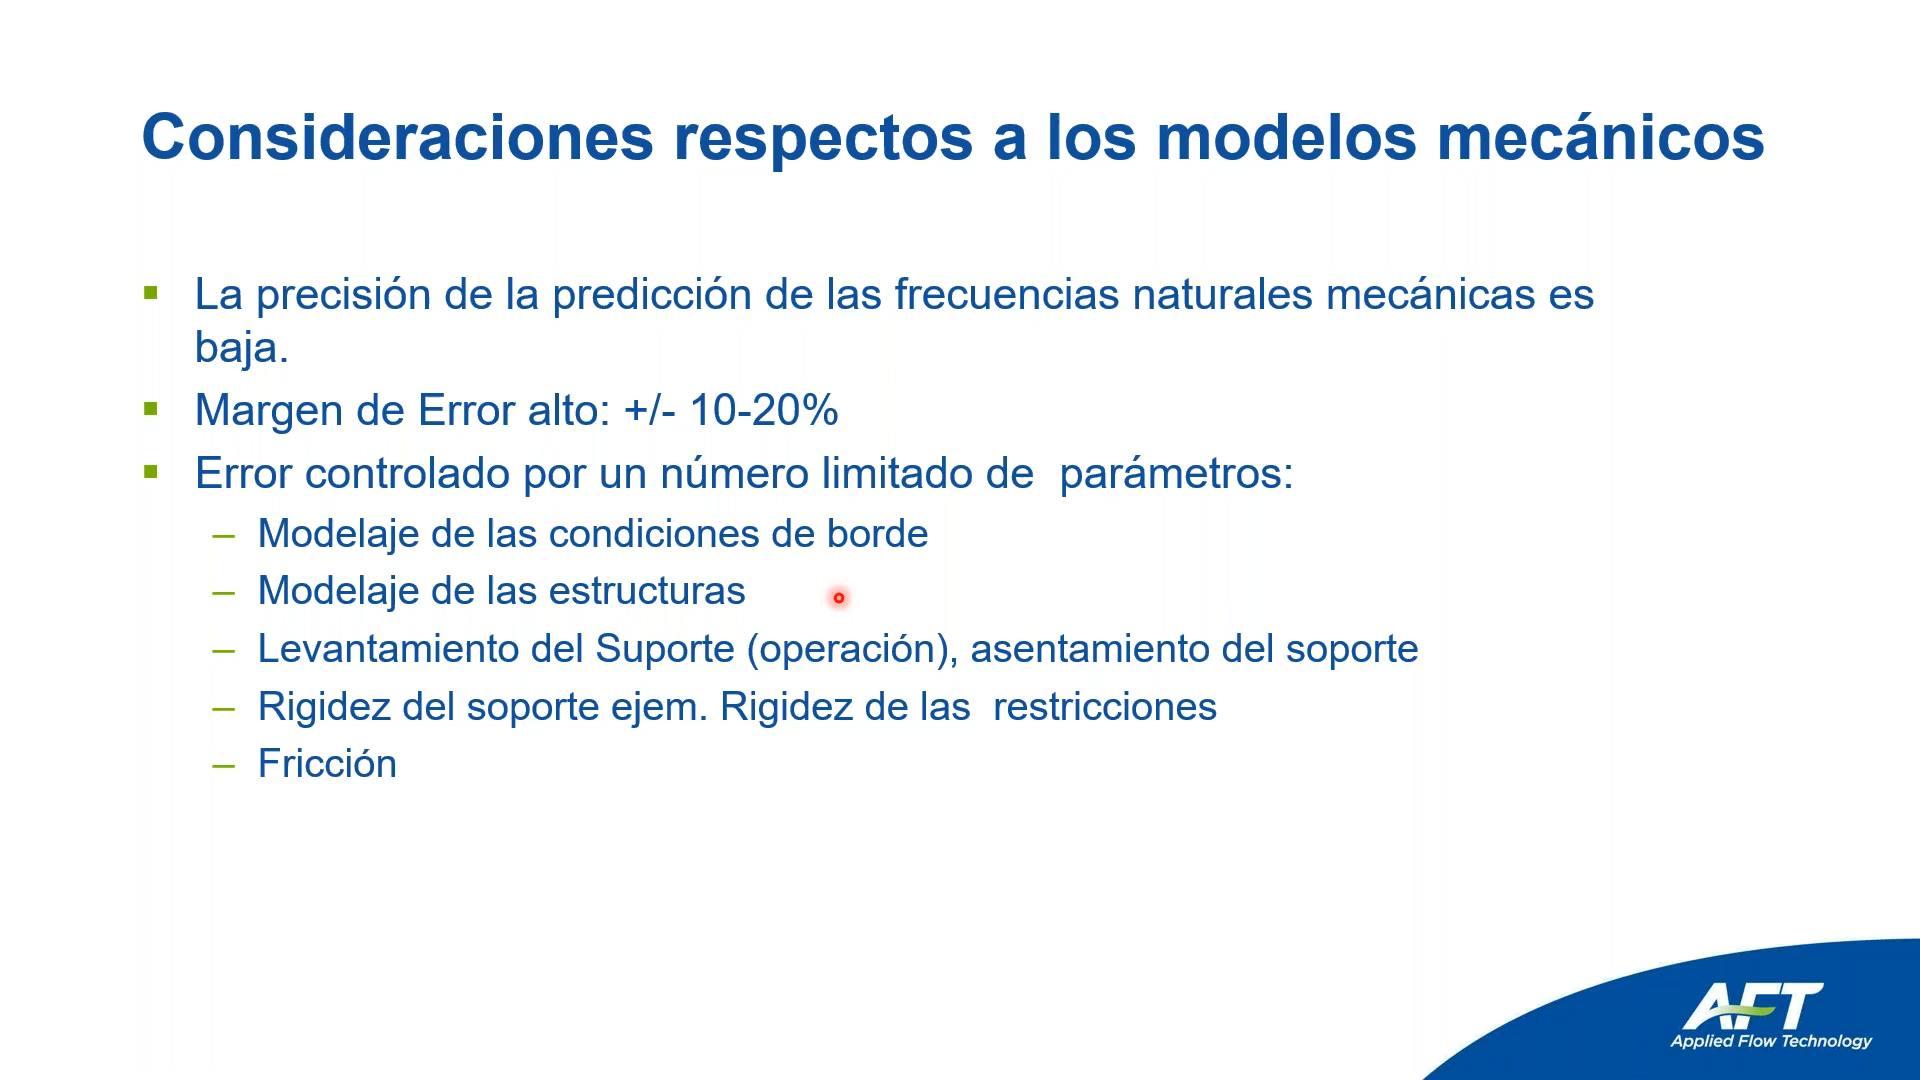 Consideraciones respectos a los modelos mecánicos
La precisión de la predicción de las frecuencias naturales mecánicas es
baja.
Margen de Error alto: +/- 10-20%
Error controlado por un número limitado de  parámetros:
– Modelaje de las condiciones de borde
– Modelaje de las estructuras
– Levantamiento del Suporte (operación), asentamiento del soporte
– Rigidez del soporte ejem. Rigidez de las  restricciones
– Fricción
AFT
Applied Flow Technology